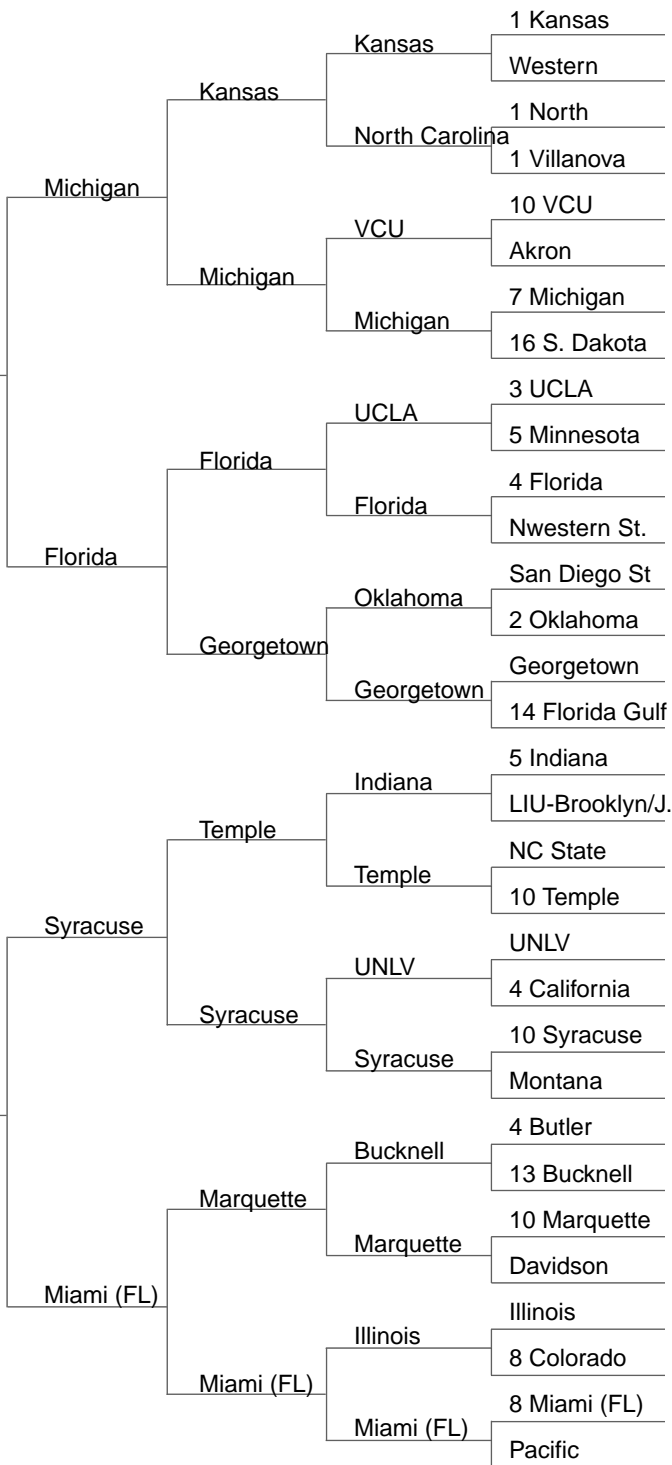 1 Kansas
Kansas
Western
Kansas
1 North
North Carolina
1 Villanova
Michigan
10 VCU
VCU
Akron
Michigan
7 Michigan
Michigan
16 S. Dakota
3 UCLA
UCLA
5 Minnesota
Florida
4 Florida
Florida
Nwestern St.
Florida
San Diego St
Oklahoma
2 Oklahoma
Georgetown
Georgetown
Georgetown
14 Florida Gulf
5 Indiana
Indiana
LIU-Brooklyn/J.
Temple
NC State
Temple
10 Temple
Syracuse
UNLV
UNLV
4 California
Syracuse
10 Syracuse
Syracuse
Montana
4 Butler
Bucknell
13 Bucknell
Marquette
10 Marquette
Marquette
Davidson
Miami (FL)
Illinois
Illinois
8 Colorado
Miami (FL)
8 Miami (FL)
Miami (FL)
Pacific